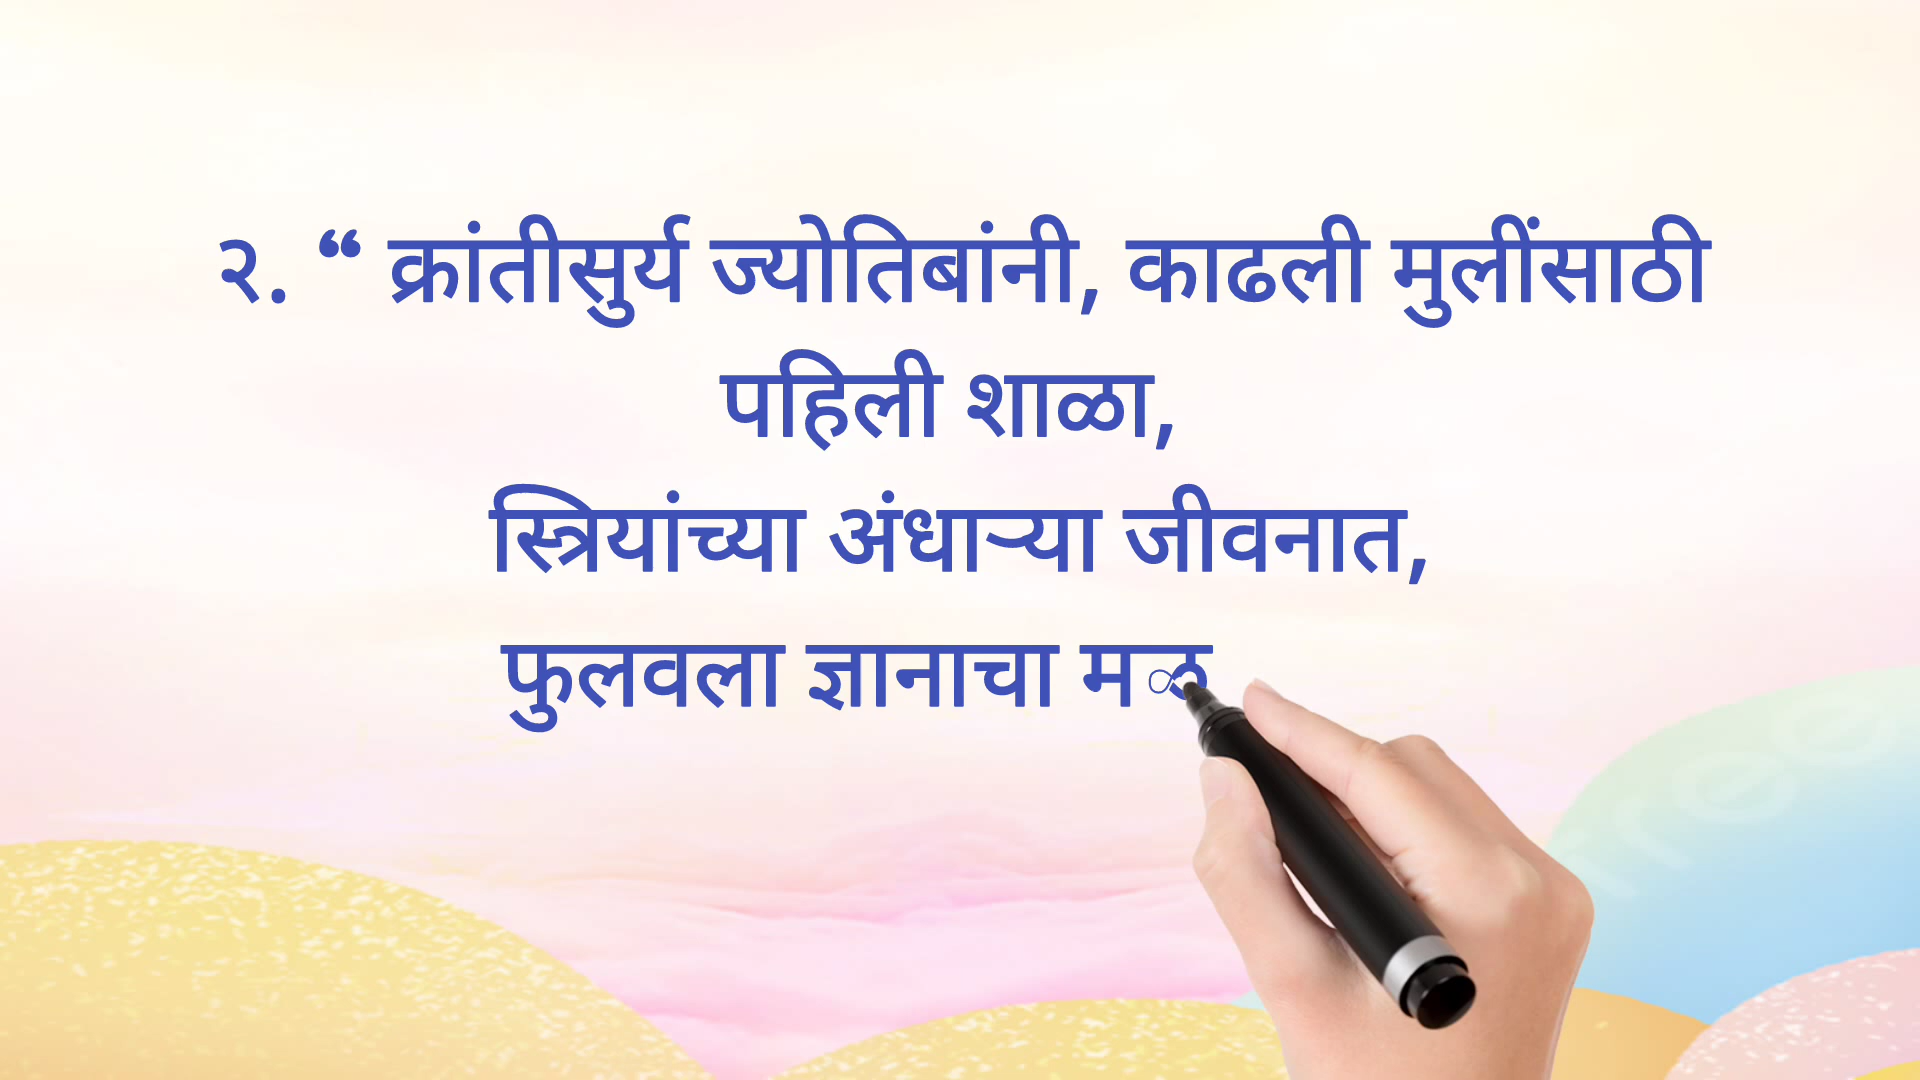 २. “ क्रांतीसुर्य ज्योतिबांनी, काढली मुलींसाठी
पहिली शाळा,
स्त्रियांच्या अंधाऱ्या जीवनात,
फुलवला ज्ञानाचा